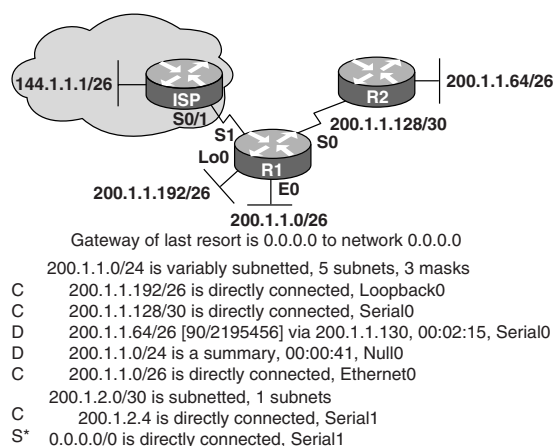 144.1.1.1/26
ISP
S0/1
R2
200.1.1.64/26
200.1.1.128/30
S1
S0
Lo0
R1
200.1.1.192/26
E0
200.1.1.0/26
Gateway of last resort is 0.0.0.0 to network 0.0.0.0
200.1.1.0/24 is variably subnetted, 5 subnets, 3 masks
C 200.1.1.192/26 is directly connected, Loopback0
C 200.1.1.128/30 is directly connected, Serial0
D 200.1.1.64/26 [90/2195456] via 200.1.1.130, 00:02:15, Serial0
D 200.1.1.0/24 is a summary, 00:00:41, Null0
C 200.1.1.0/26 is directly connected, Ethernet0
200.1.2.0/30 is subnetted, 1 subnets
C 200.1.2.4 is directly connected, Serial1
S* 0.0.0.0/0 is directly connected, Serial1